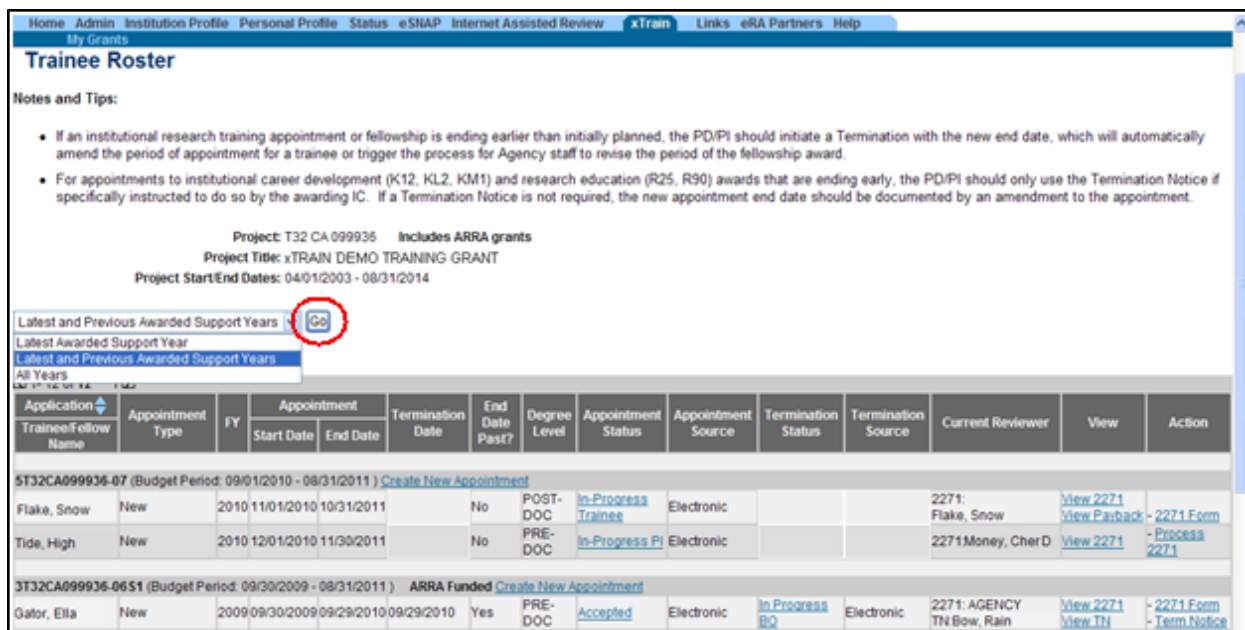 Home Admin Institution Profile Personal Profile Status eSNAP Internet Assisted Review xTrain Links eRA Partners Help
My Grants
Trainee Roster
Notes and Tips:
• If an institutional research training appointment or fellowship is ending earlier than initially planned, the PD/PI should initiate a Termination with the new end date, which will automatically
amend the period of appointment for a trainee or trigger the process for Agency staff to revise the period of the fellowship award.
• For appointments to institutional career development (K12, KL2, KM1) and research education (R25, R90) awards that are ending early, the PD/PI should only use the Termination Notice if
specifically instructed to do so by the awarding IC. If a Termination Notice is not required, the new appointment end date should be documented by an amendment to the appointment.
Project: T32 CA 099936 Includes ARRA grants
Project Title: xTRAIN DEMO TRAINING GRANT
Project Start/End Dates: 04/01/2003 - 08/31/2014
Latest and Previous Awarded Support Years Go
Latest Awarded Support Year
Latest and Previous Awarded Support Years
All Years
Application Trainee/Fellow Name Appointment Type FY Appointment Start Date End Date Termination Date End Date Past? Degree Level Appointment Status Appointment Source Termination Status Termination Source Current Reviewer View Action
5T32CA099936-07 (Budget Period: 09/01/2010 - 08/31/2011 ) Create New Appointment
Flake, Snow New 2010 11/01/2010 10/31/2011 No POST-DOC In-Progress Trainee Electronic 2271: Flake, Snow View 2271 View Payback - 2271 Form
Tide, High New 2010 12/01/2010 11/30/2011 No PRE-DOC In-Progress PI Electronic 2271:Money, Cher D View 2271 - Process 2271
3T32CA099936-06S1 (Budget Period: 09/30/2009 - 08/31/2011 ) ARRA Funded Create New Appointment
Gator, Ella New 2009 09/30/2009 09/29/2010 09/29/2010 Yes PRE-DOC Accepted Electronic In Progress BO Electronic 2271: AGENCY TN:Bow, Rain View 2271 View TN - 2271 Form - Term Notice